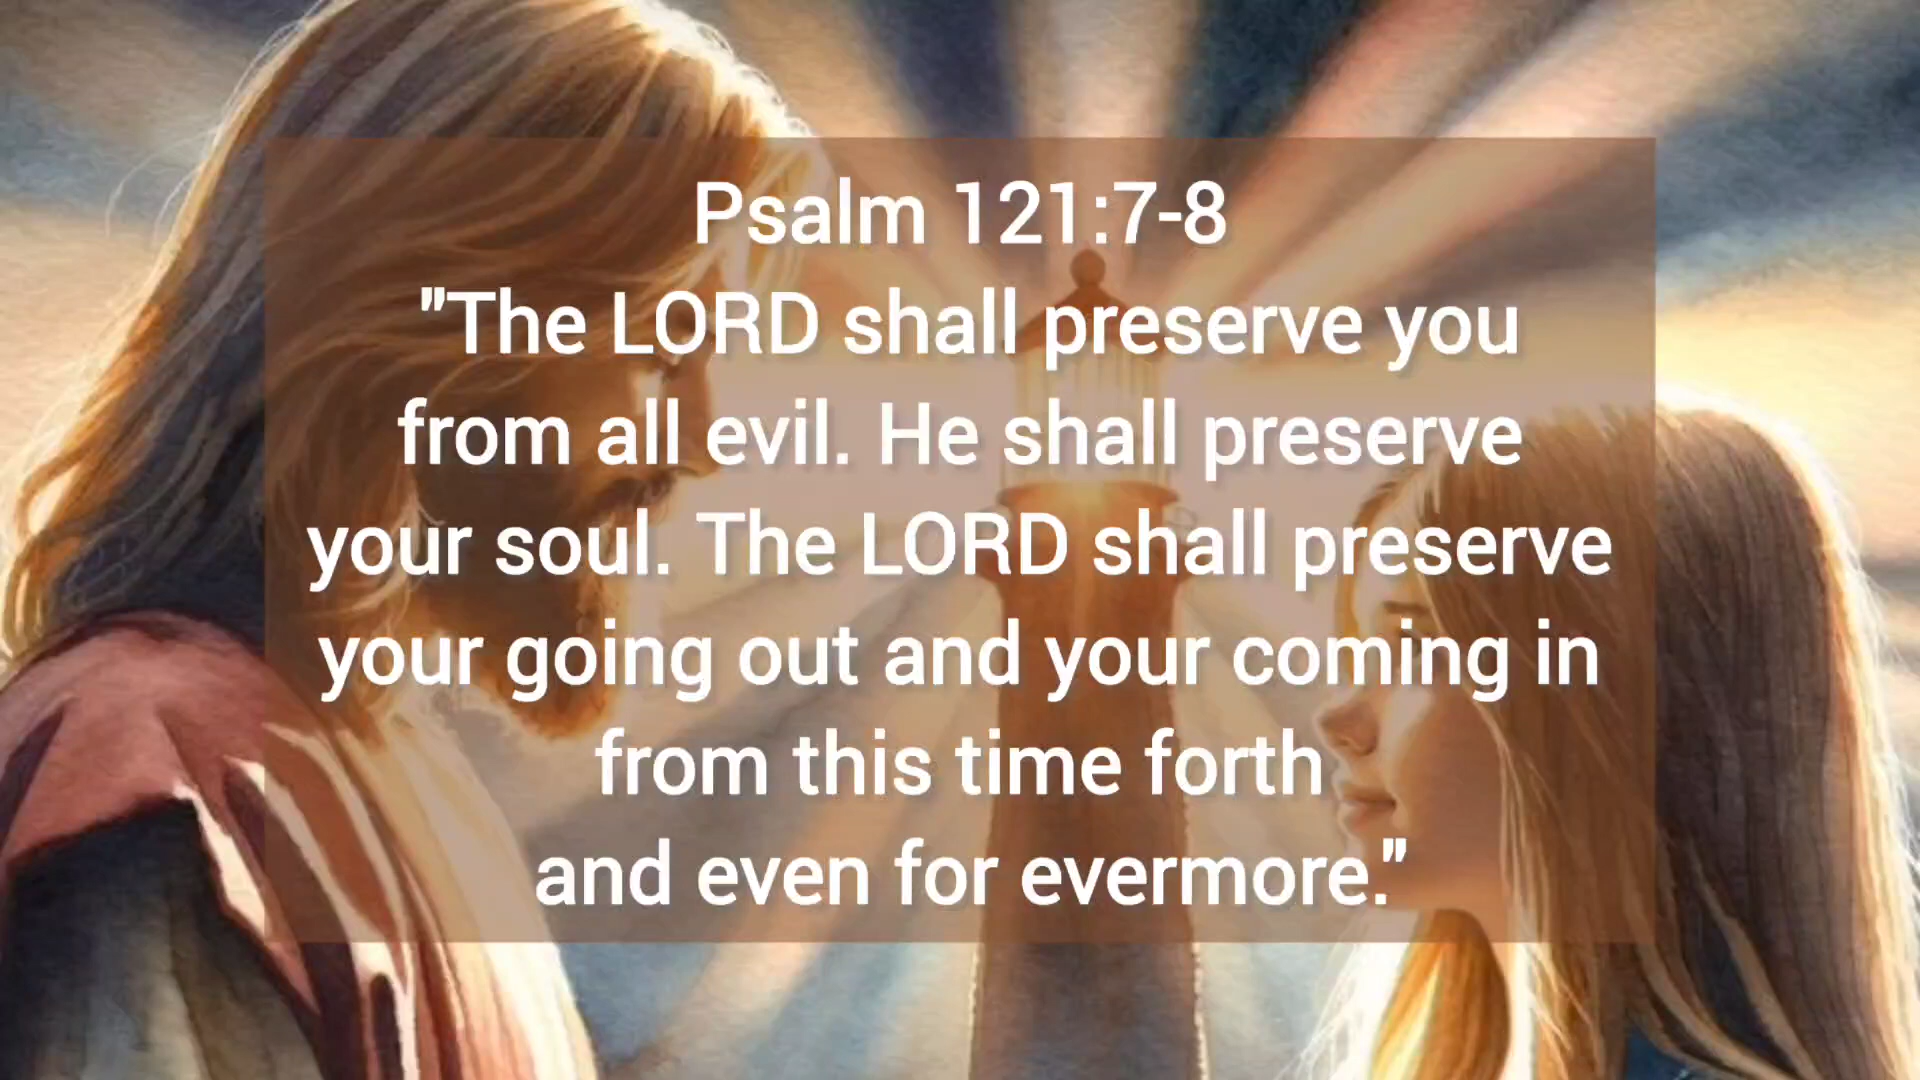 Psalm 121:7-8
"The LORD shall preserve you
from all evil. He shall preserve
your soul. The LORD shall preserve
your going out and your coming in
from this time forth
and even for evermore."